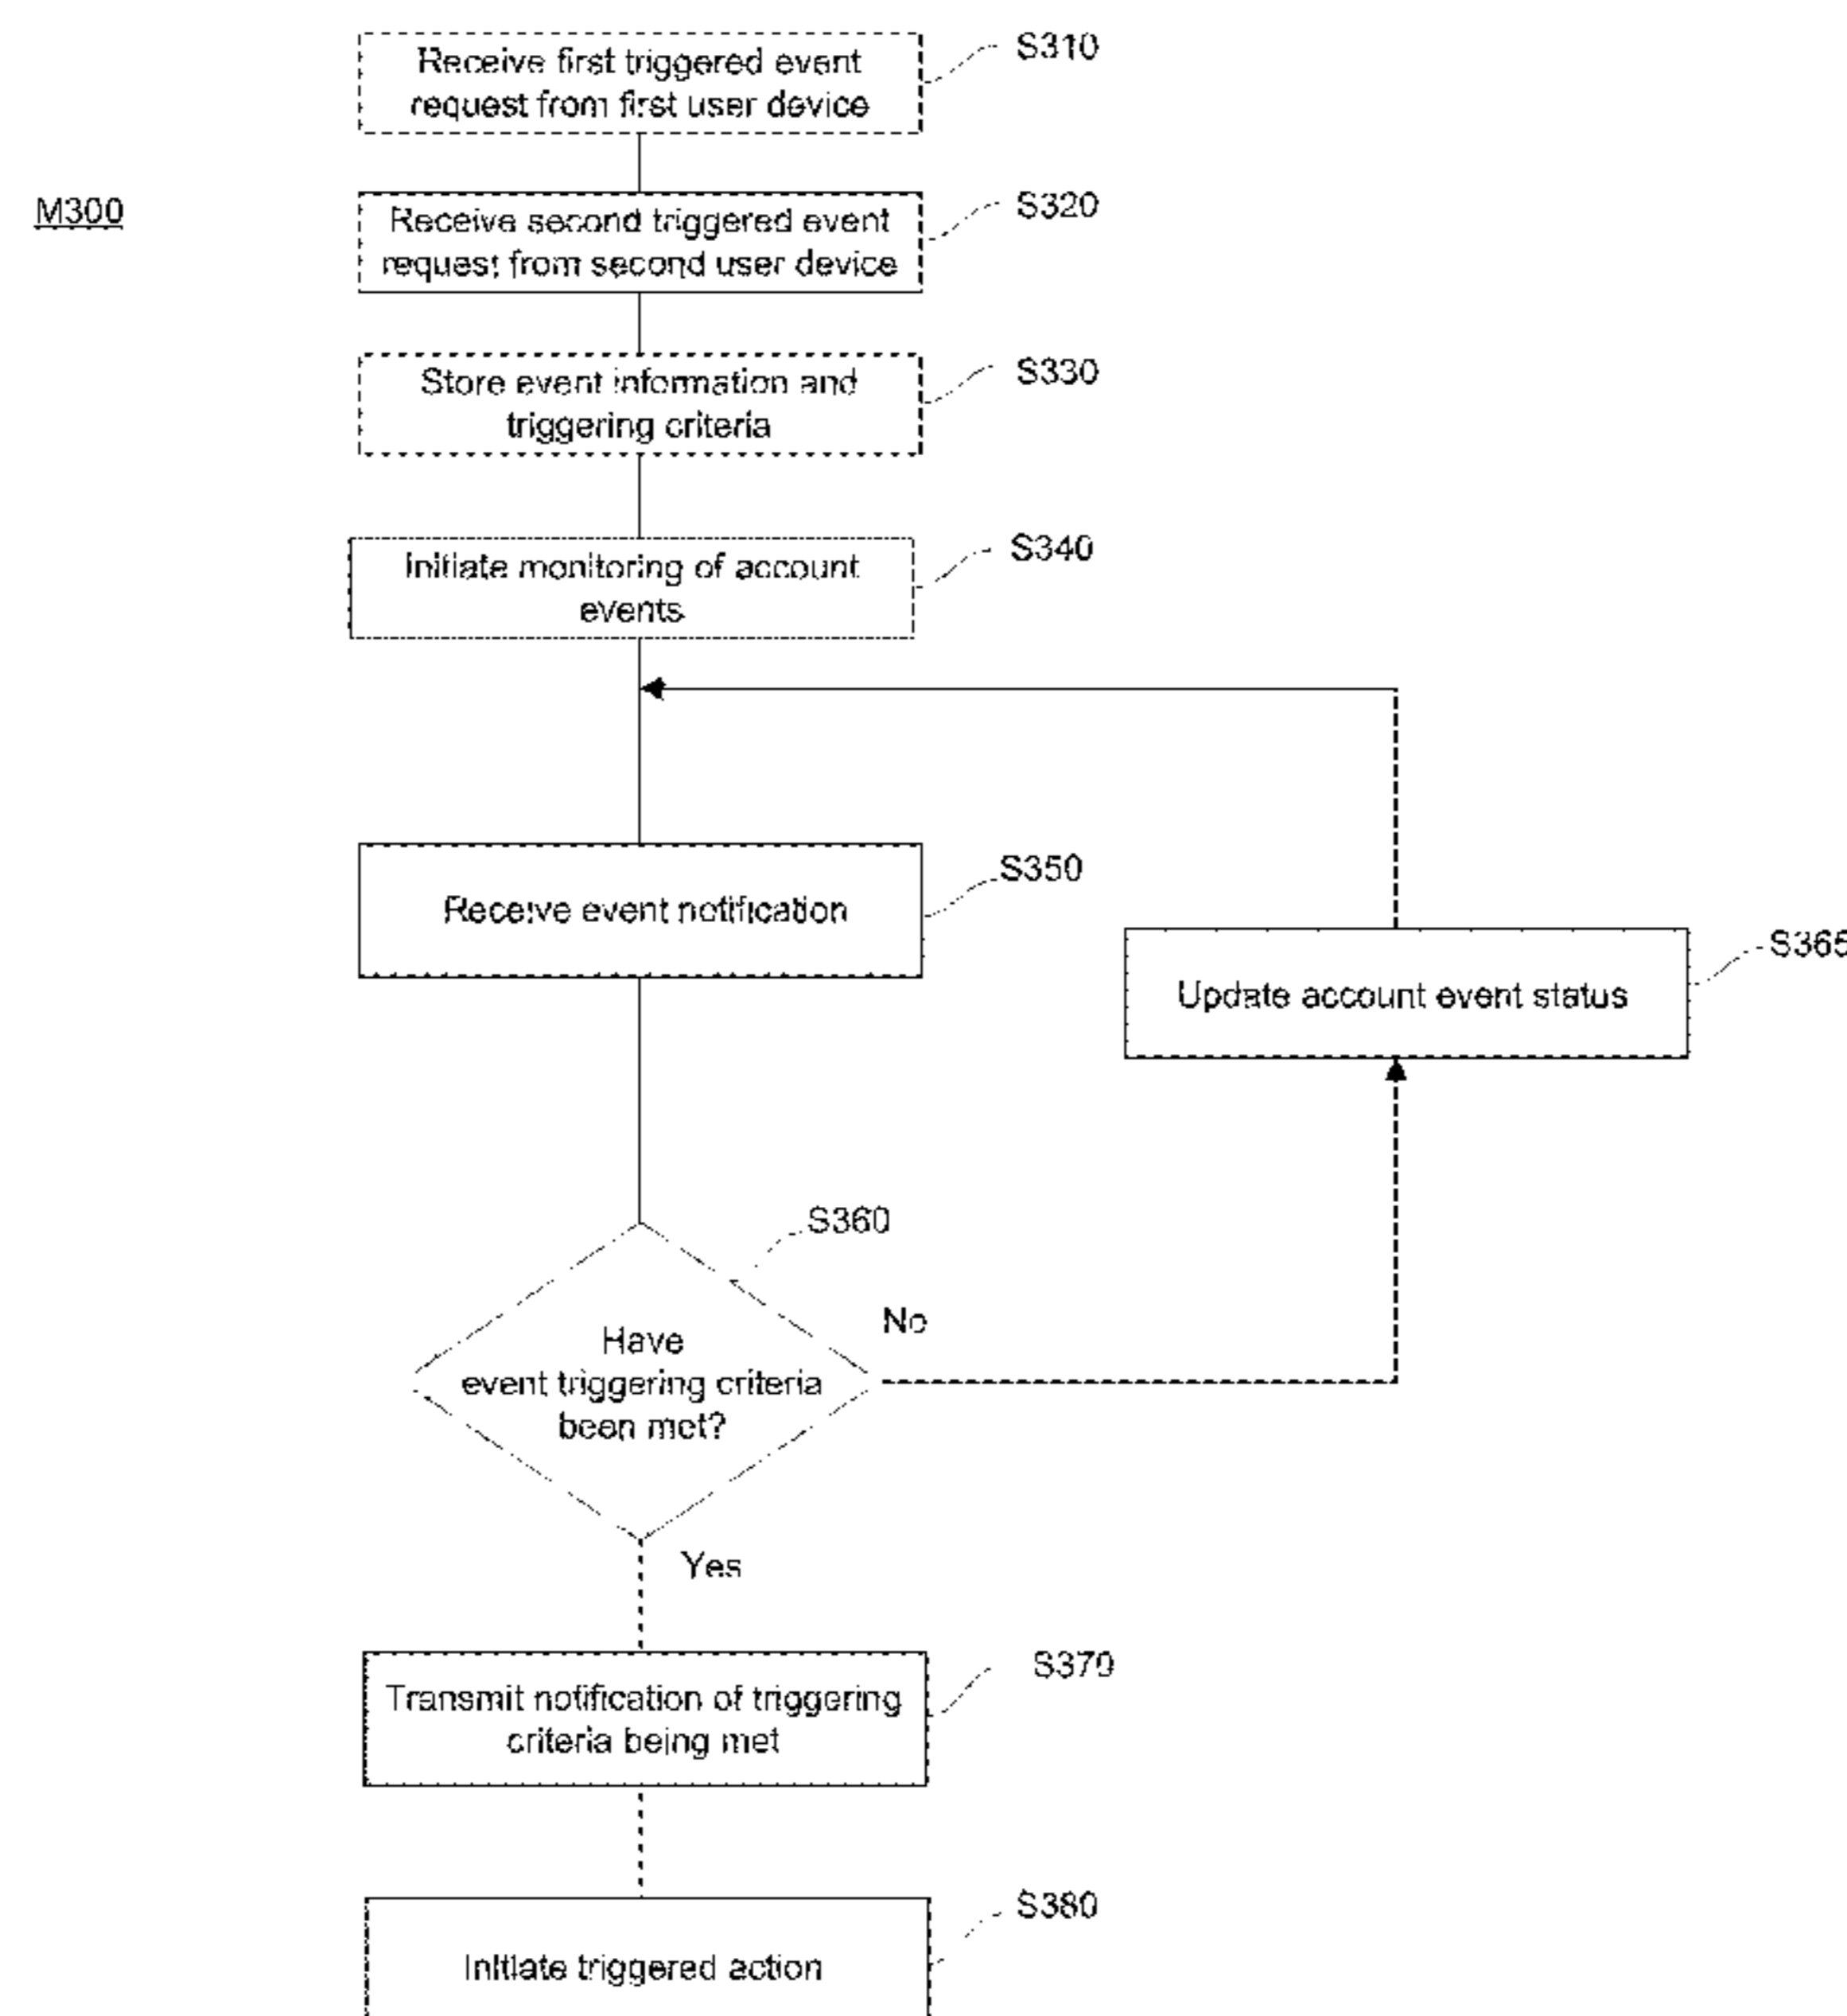 Receive first triggered event
request from first user device
S310
M300
Receive second triggered event
request from second user device
S320
Store event information and
triggering criteria
S330
Initiate monitoring of account
events
S340
Receive event notification
S350
Update account event status
S365
S360
Have
event triggering criteria
been met?
No
Yes
Transmit notification of triggering
criteria being met
S370
Initiate triggered action
S380